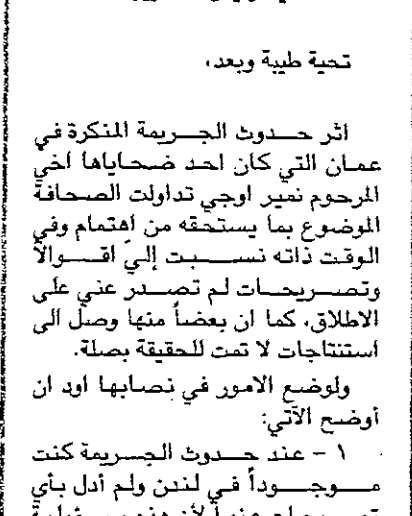 تحية طيبة وبعد،
اثر حدوث الجريمة المنكرة في
عمان التي كان احد ضحاياها اخي
المرحوم نمير اوجي تداولت الصحافة
الموضوع بما يستحقه من اهتمام وفي
الوقت ذاته نسبت إليّ اقوالاً
وتصريحات لم تصدر عني على
الاطلاق، كما ان بعضاً منها وصل الى
استنتاجات لا تمت للحقيقة بصلة.
ولوضع الامور في نصابها اود ان
أوضح الآتي:
١ - عند حدوث الجريمة كنت
موجوداً في لندن ولم أدل بأي